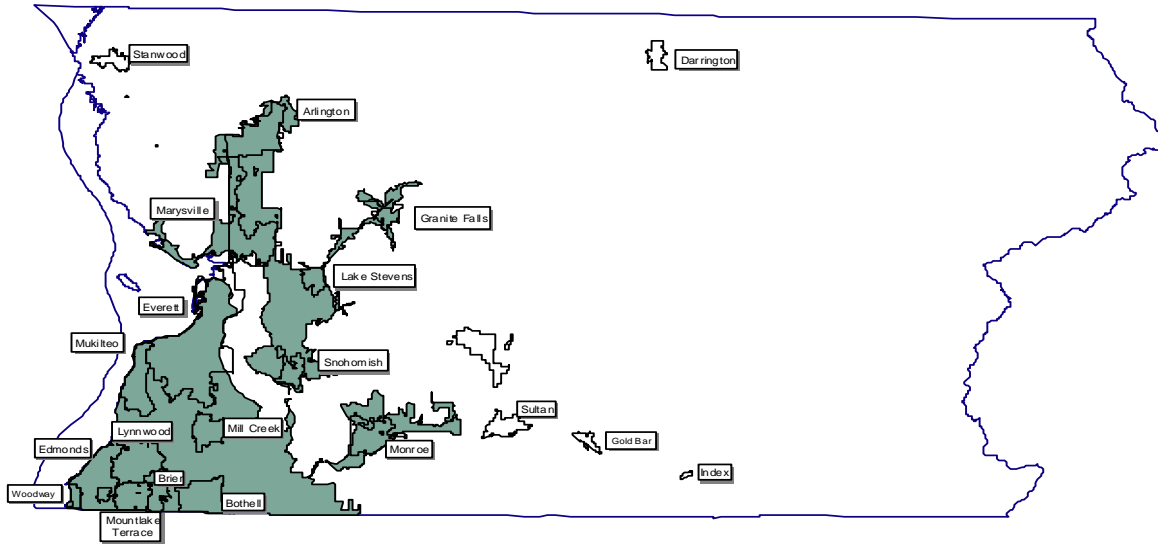 Stanwood
Darrington
Arlington
Marysville
Granite Falls
Lake Stevens
Everett
Mukilteo
Snohomish
Sultan
Lynnwood
Mill Creek
Gold Bar
Edmonds
Monroe
Brier
Index
Woodway
Bothell
Mountlake
Terrace